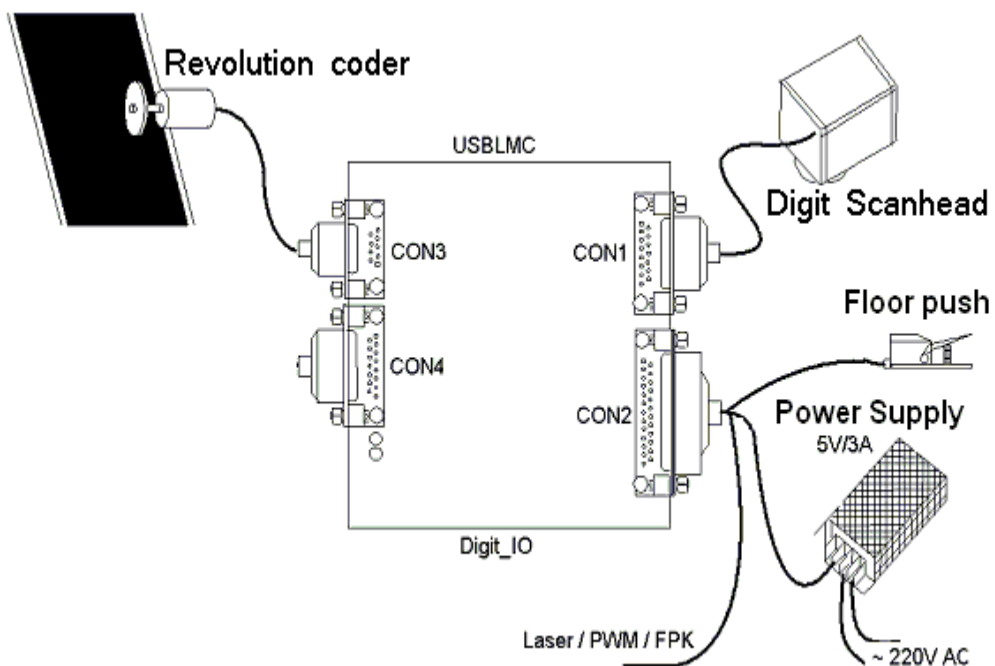 Revolution coder
USBLMC
Digit Scanhead
CON3
CON1
Floor push
CON4
CON2
Power Supply
5V/3A
Digit_IO
Laser / PWM / FPK
~ 220V AC